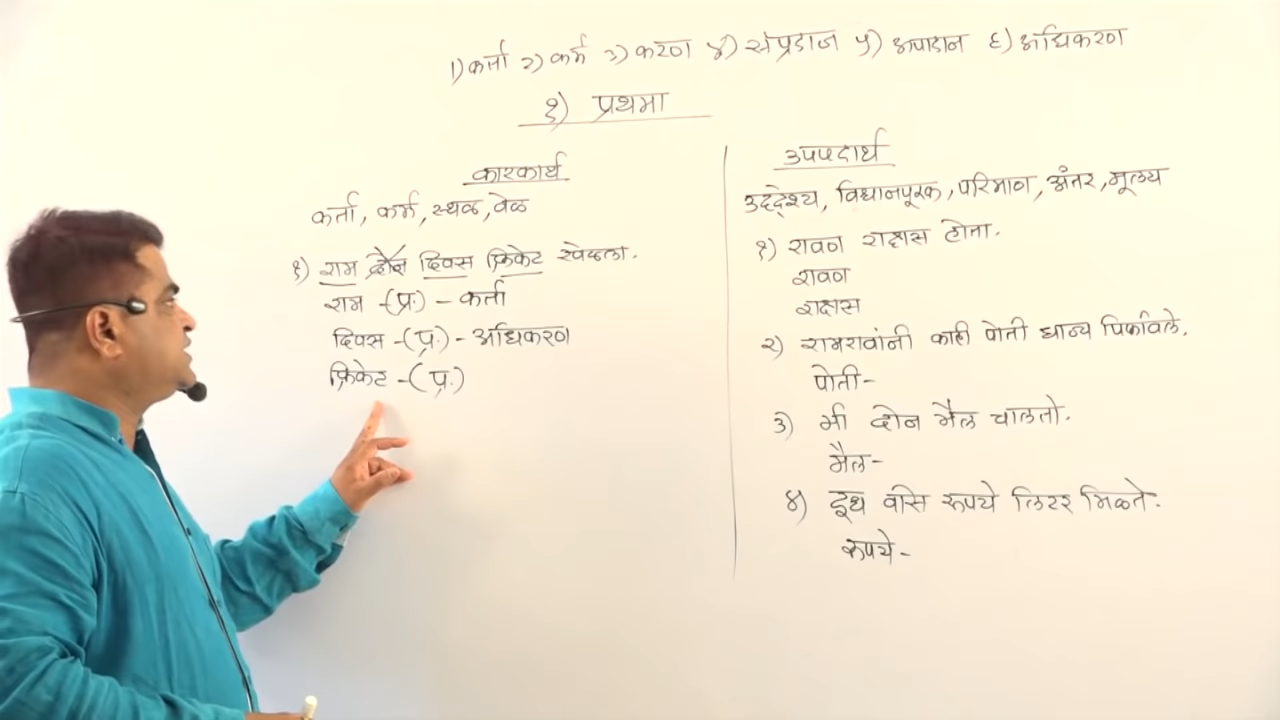 १) कर्ता २) कर्म ३) करण ४) संप्रदान ५) अपादान ६) अधिकरण
१) प्रथमा
कारकार्थ
कर्ता, कर्म, स्थळ, वेळ
१) राम दोन दिवस क्रिकेट खेळला.
राम -(प्र.) - कर्ता
दिवस -(प्र.) - अधिकरण
क्रिकेट -(प्र.)
उपपदार्थ
उद्देश्य, विधानपूरक, परिमाण, अंतर, मूल्य
१) रावण राक्षस होता.
रावण
राक्षस
२) रामरावांनी काही पोती धान्य पिकविले.
पोती-
३) मी दोन मैल चालतो.
मैल-
४) दूध वीस रूपये लिटर मिळते.
रूपये-